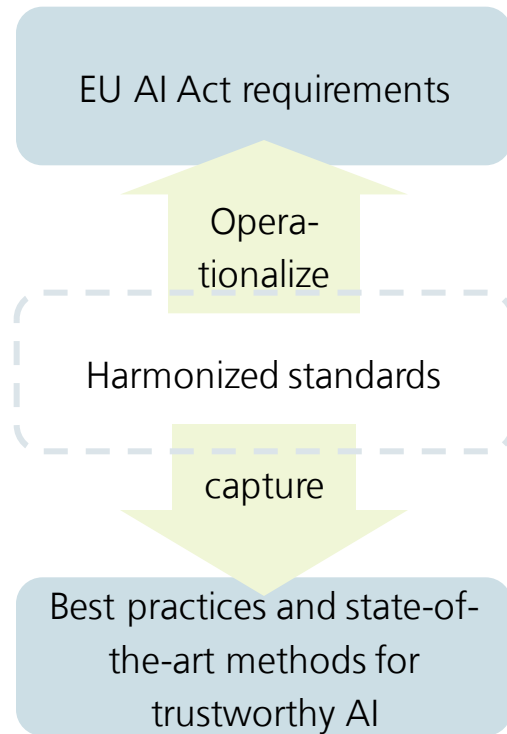 EU AI Act requirements
Opera-
tionalize
Harmonized standards
capture
Best practices and state-of-
the-art methods for
trustworthy AI